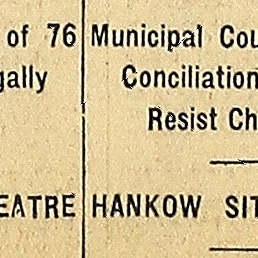 of 76
gally
EATRE
Municipal Cou
Conciliation
Resist Ch
HANKOW SIT